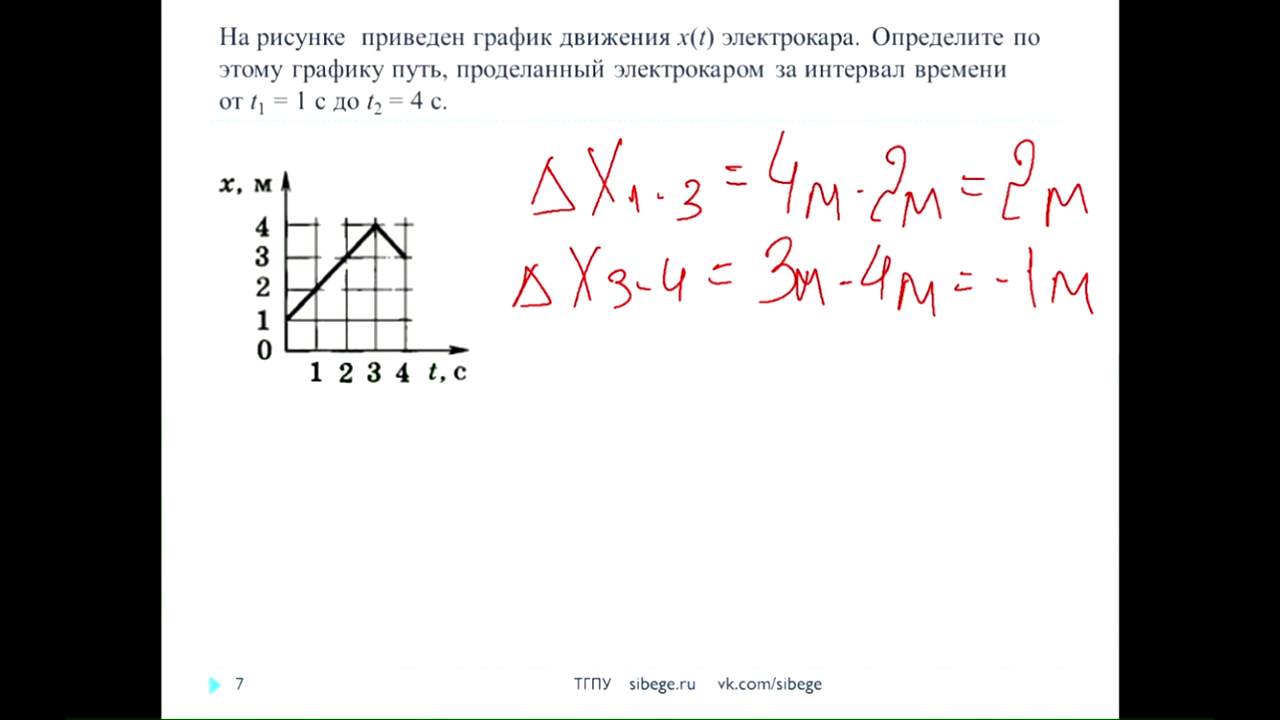 На рисунке приведен график движения x(t) электрокара. Определите по
этому графику путь, проделанный электрокаром за интервал времени
от t₁ = 1 с до t₂ = 4 с.
Δ X₁₋₃ = 4м - 2м = 2м
Δ X₃₋₄ = 3м - 4м = -1м
x, м
4
3
2
1
0
1 2 3 4 t, с
7 ТГПУ sibege.ru vk.com/sibege